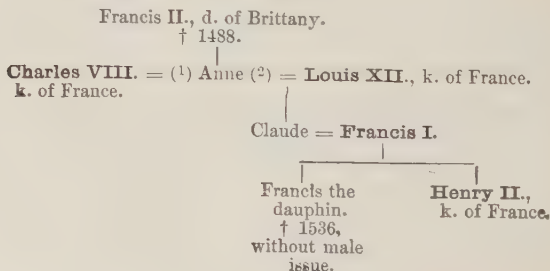 Francis II., d. of Brittany.
† 1488.
Charles VIII. = (1) Anne (2) = Louis XII., k. of France.
k. of France.
Claude = Francis I.
Francis the
dauphin.
† 1536,
without male
issue.
Henry II.,
k. of France.